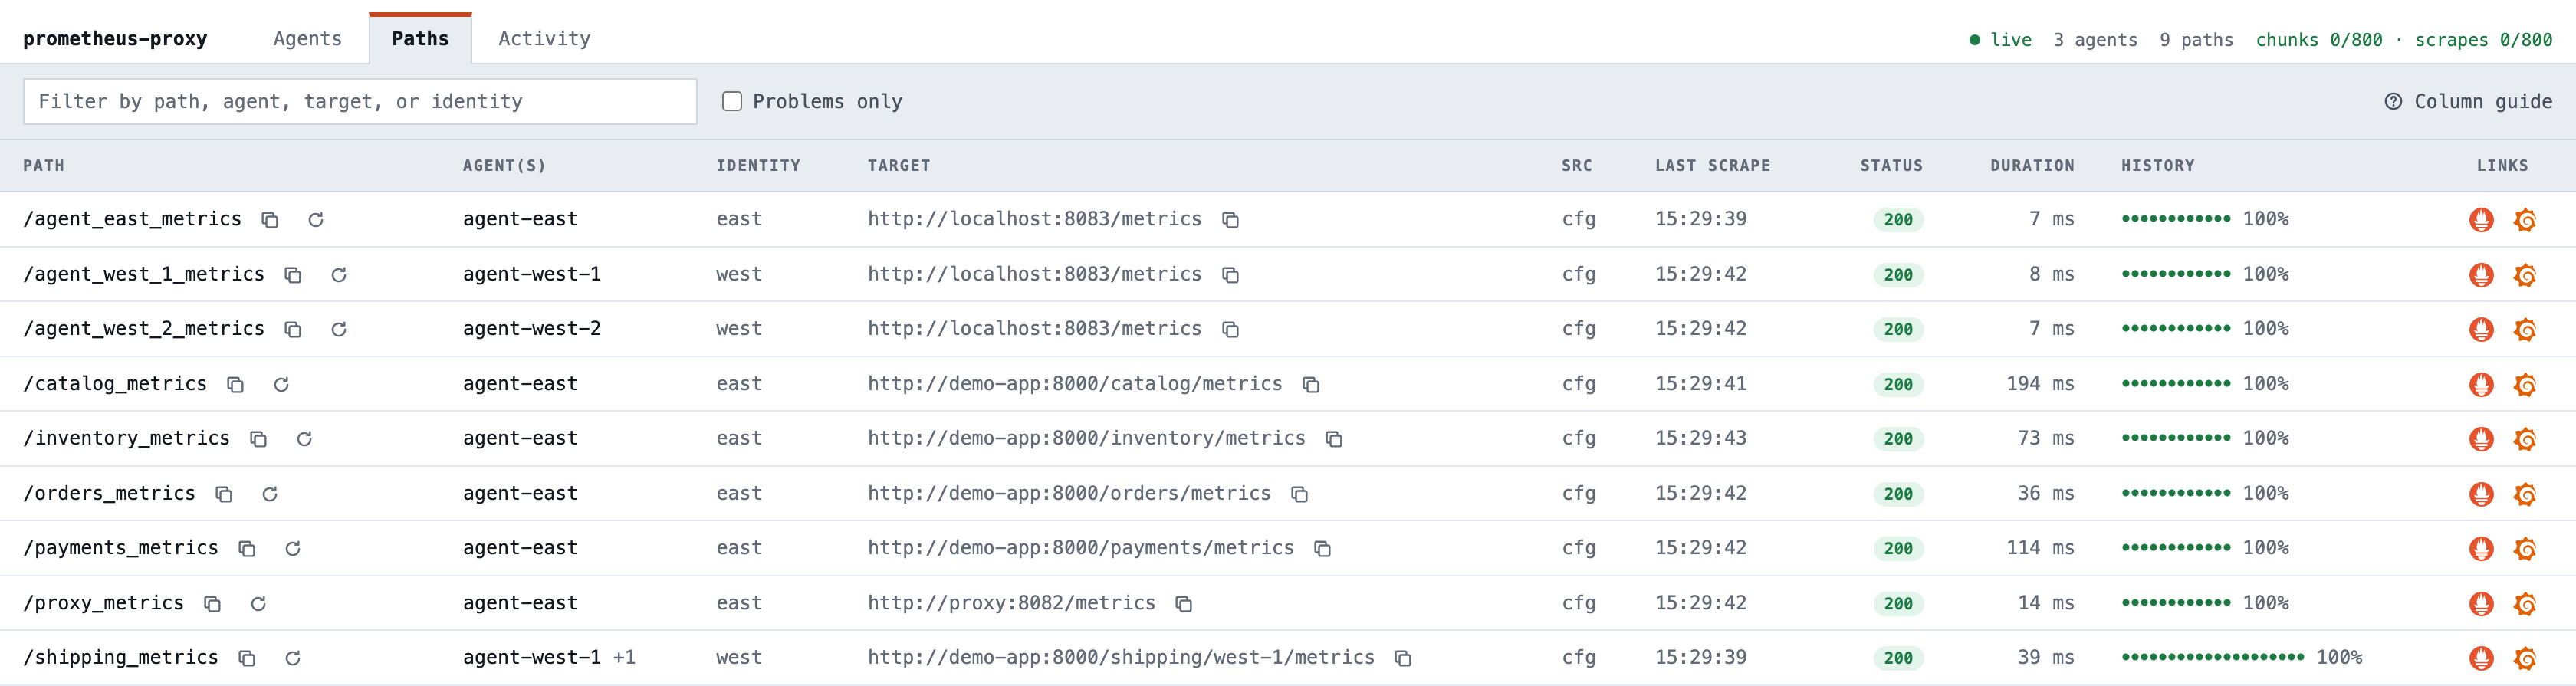 prometheus-proxy Agents Paths Activity live 3 agents 9 paths chunks 0/800 · scrapes 0/800
Filter by path, agent, target, or identity Problems only Column guide
PATH AGENT(S) IDENTITY TARGET SRC LAST SCRAPE STATUS DURATION HISTORY LINKS
/agent_east_metrics agent-east east http://localhost:8083/metrics cfg 15:29:39 200 7 ms 100%
/agent_west_1_metrics agent-west-1 west http://localhost:8083/metrics cfg 15:29:42 200 8 ms 100%
/agent_west_2_metrics agent-west-2 west http://localhost:8083/metrics cfg 15:29:42 200 7 ms 100%
/catalog_metrics agent-east east http://demo-app:8000/catalog/metrics cfg 15:29:41 200 194 ms 100%
/inventory_metrics agent-east east http://demo-app:8000/inventory/metrics cfg 15:29:43 200 73 ms 100%
/orders_metrics agent-east east http://demo-app:8000/orders/metrics cfg 15:29:42 200 36 ms 100%
/payments_metrics agent-east east http://demo-app:8000/payments/metrics cfg 15:29:42 200 114 ms 100%
/proxy_metrics agent-east east http://proxy:8082/metrics cfg 15:29:42 200 14 ms 100%
/shipping_metrics agent-west-1 +1 west http://demo-app:8000/shipping/west-1/metrics cfg 15:29:39 200 39 ms 100%